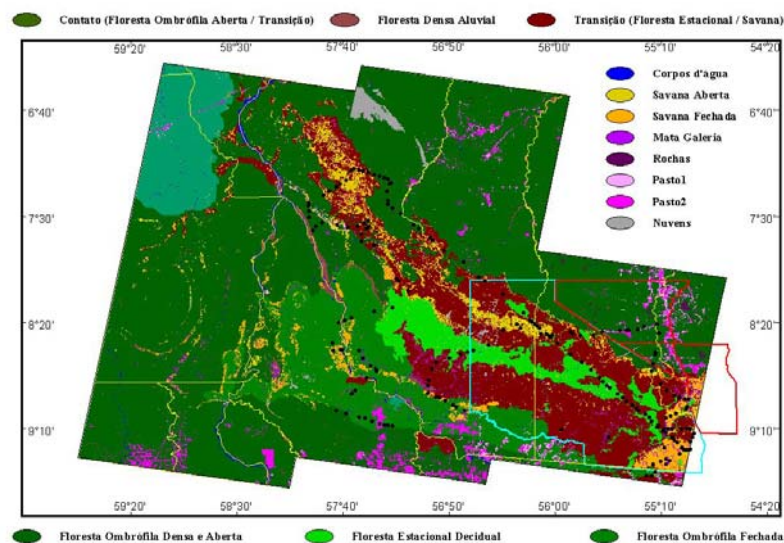 Contato (Floresta Ombrófila Aberta / Transição) Floresta Densa Aluvial Transição (Floresta Estacional / Savana)
59°20' 58°30' 57°40' 56°50' 56°00' 55°10' 54°20'
Corpos d'agua
Savana Aberta
Savana Fechada
Mata Galeria
Rochas
Pasto1
Pasto2
Nuvens
6°40' 6°40'
7°30' 7°30'
8°20' 8°20'
9°10' 9°10'
59°20' 58°30' 57°40' 56°50' 56°00' 55°10' 54°20'
Floresta Ombrófila Densa e Aberta Floresta Estacional Decidual Floresta Ombrófila Fechada